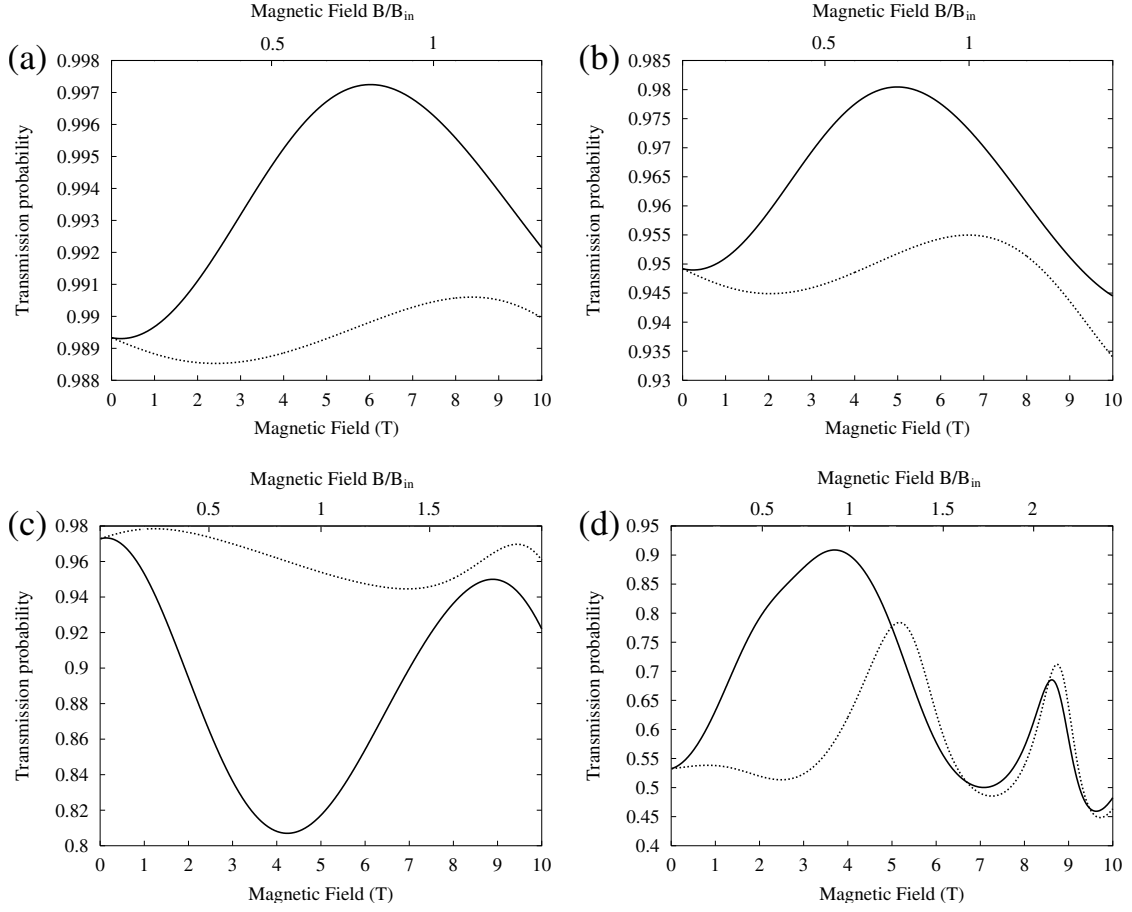 Magnetic Field B/B_in
0.5 1
(a)
0.998
0.997
0.996
0.995
0.994
0.993
0.992
0.991
0.99
0.989
0.988
Transmission probability
0 1 2 3 4 5 6 7 8 9 10
Magnetic Field (T)
Magnetic Field B/B_in
0.5 1
(b)
0.985
0.98
0.975
0.97
0.965
0.96
0.955
0.95
0.945
0.94
0.935
0.93
Transmission probability
0 1 2 3 4 5 6 7 8 9 10
Magnetic Field (T)
Magnetic Field B/B_in
0.5 1 1.5
(c)
0.98
0.96
0.94
0.92
0.9
0.88
0.86
0.84
0.82
0.8
Transmission probability
0 1 2 3 4 5 6 7 8 9 10
Magnetic Field (T)
Magnetic Field B/B_in
0.5 1 1.5 2
(d)
0.95
0.9
0.85
0.8
0.75
0.7
0.65
0.6
0.55
0.5
0.45
0.4
Transmission probability
0 1 2 3 4 5 6 7 8 9 10
Magnetic Field (T)